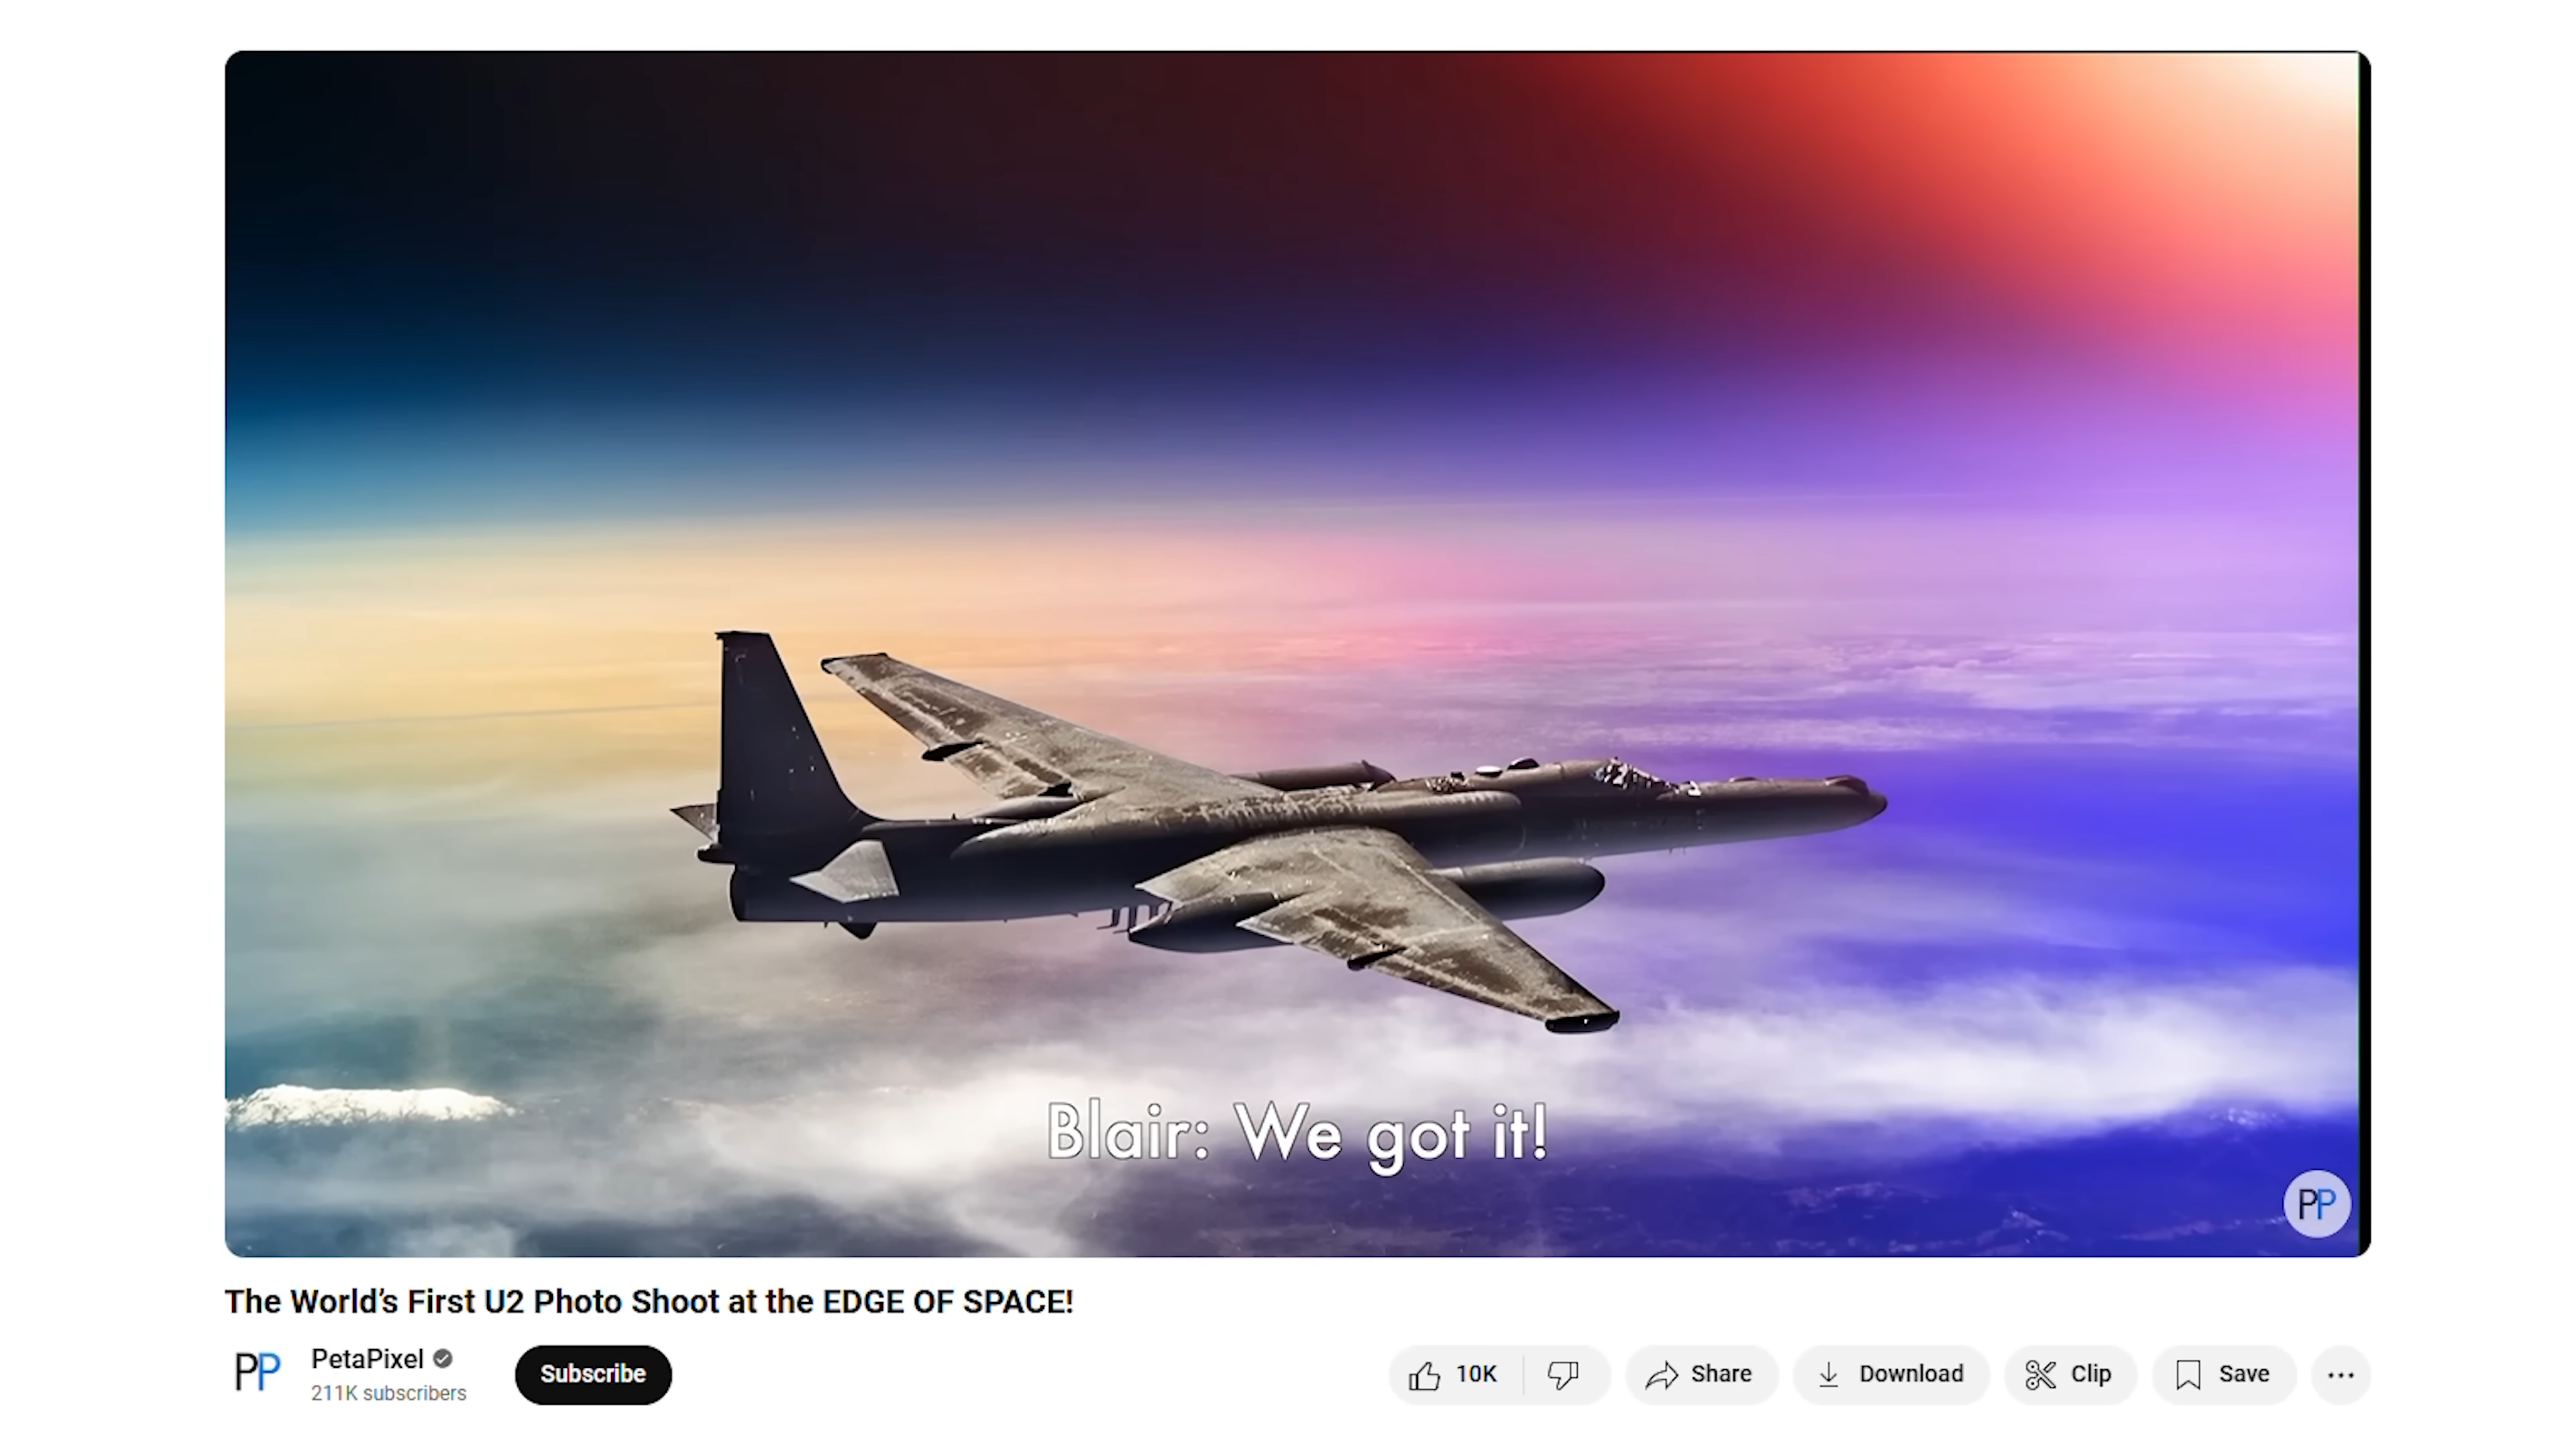 Blair: We got it!
PP
The World's First U2 Photo Shoot at the EDGE OF SPACE!
PP
PetaPixel
211K subscribers
Subscribe
10K
Share
Download
Clip
Save